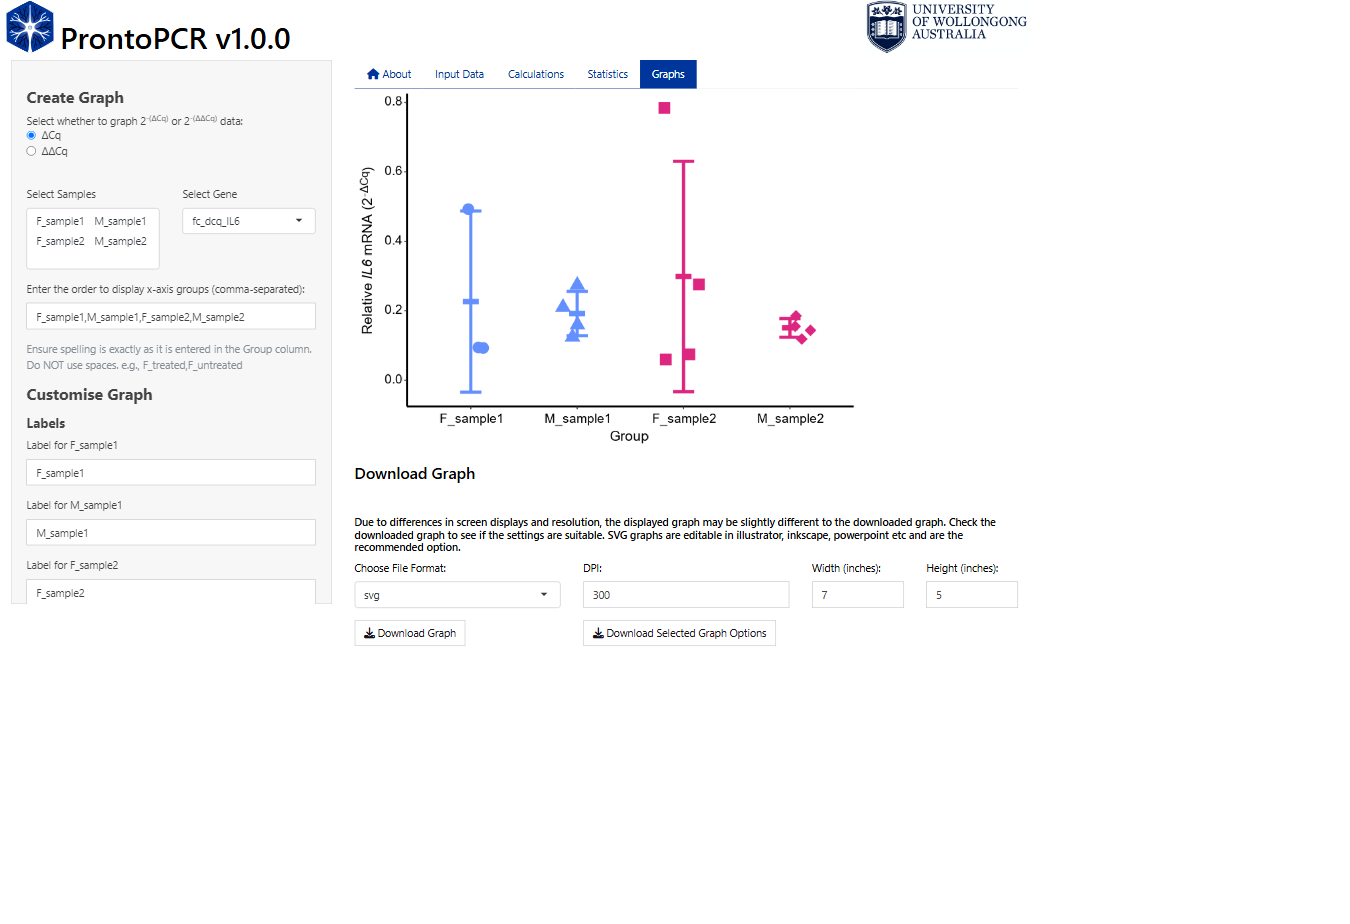 ProntoPCR v1.0.0
UNIVERSITY
OF WOLLONGONG
AUSTRALIA
About
Input Data
Calculations
Statistics
Graphs
Create Graph
Select whether to graph 2-(ΔCq) or 2-(ΔΔCq) data:
ΔCq
ΔΔCq
Select Samples
Select Gene
F_sample1 M_sample1
F_sample2 M_sample2
fc_dcq_IL6
Enter the order to display x-axis groups (comma-separated):
F_sample1,M_sample1,F_sample2,M_sample2
Ensure spelling is exactly as it is entered in the Group column.
Do NOT use spaces. e.g., F_treated,F_untreated
Customise Graph
Labels
Label for F_sample1
F_sample1
Label for M_sample1
M_sample1
Label for F_sample2
F_sample2
Relative IL6 mRNA (2-ΔCq)
0.8
0.6
0.4
0.2
0.0
F_sample1 M_sample1 F_sample2 M_sample2
Group
Download Graph
Due to differences in screen displays and resolution, the displayed graph may be slightly different to the downloaded graph. Check the
downloaded graph to see if the settings are suitable. SVG graphs are editable in illustrator, inkscape, powerpoint etc and are the
recommended option.
Choose File Format:
DPI:
Width (inches):
Height (inches):
svg
300
7
5
Download Graph
Download Selected Graph Options